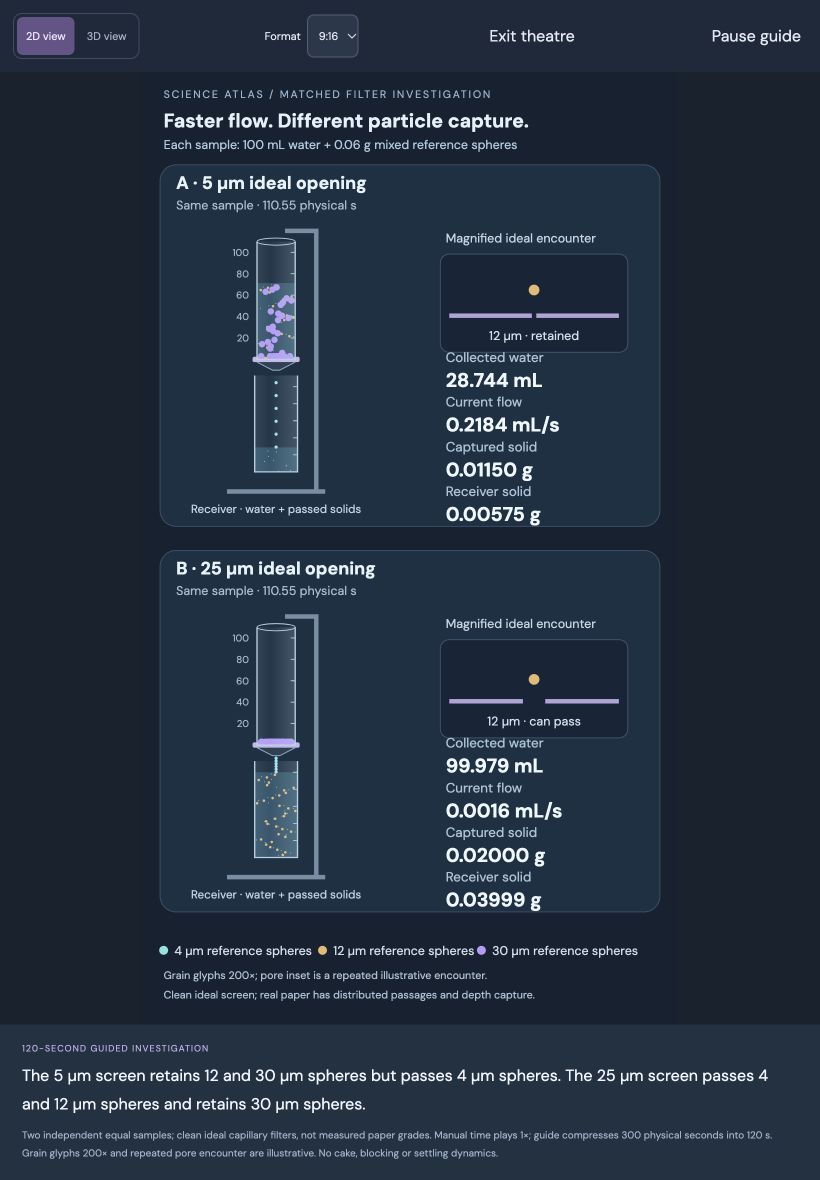 2D view 3D view Format 9:16 Exit theatre Pause guide
SCIENCE ATLAS / MATCHED FILTER INVESTIGATION
Faster flow. Different particle capture.
Each sample: 100 mL water + 0.06 g mixed reference spheres
A · 5 µm ideal opening
Same sample · 110.55 physical s
100
80
60
40
20
Receiver · water + passed solids
Magnified ideal encounter
12 µm · retained
Collected water
28.744 mL
Current flow
0.2184 mL/s
Captured solid
0.01150 g
Receiver solid
0.00575 g
B · 25 µm ideal opening
Same sample · 110.55 physical s
100
80
60
40
20
Receiver · water + passed solids
Magnified ideal encounter
12 µm · can pass
Collected water
99.979 mL
Current flow
0.0016 mL/s
Captured solid
0.02000 g
Receiver solid
0.03999 g
4 µm reference spheres 12 µm reference spheres 30 µm reference spheres
Grain glyphs 200×; pore inset is a repeated illustrative encounter.
Clean ideal screen; real paper has distributed passages and depth capture.
120-SECOND GUIDED INVESTIGATION
The 5 µm screen retains 12 and 30 µm spheres but passes 4 µm spheres. The 25 µm screen passes 4
and 12 µm spheres and retains 30 µm spheres.
Two independent equal samples; clean ideal capillary filters, not measured paper grades. Manual time plays 1×; guide compresses 300 physical seconds into 120 s.
Grain glyphs 200× and repeated pore encounter are illustrative. No cake, blocking or settling dynamics.